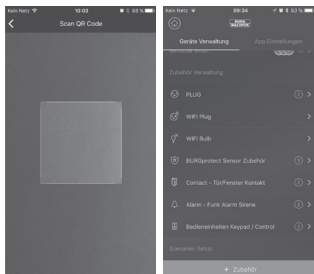 Kein Netz 10:03 88 %
Scan QR Code
Kein Netz 09:34 83 %
BURG
WÄCHTER
Geräte Verwaltung App Einstellungen
Zubehör Verwaltung
PLUG
WiFi Plug
WiFi Bulb
BURGprotect Sensor Zubehör
Contact - Tür/Fenster Kontakt
Alarm - Funk Alarm Sirene
Bedieneinheiten Keypad / Control
Szenarien Setup
+ Zubehör